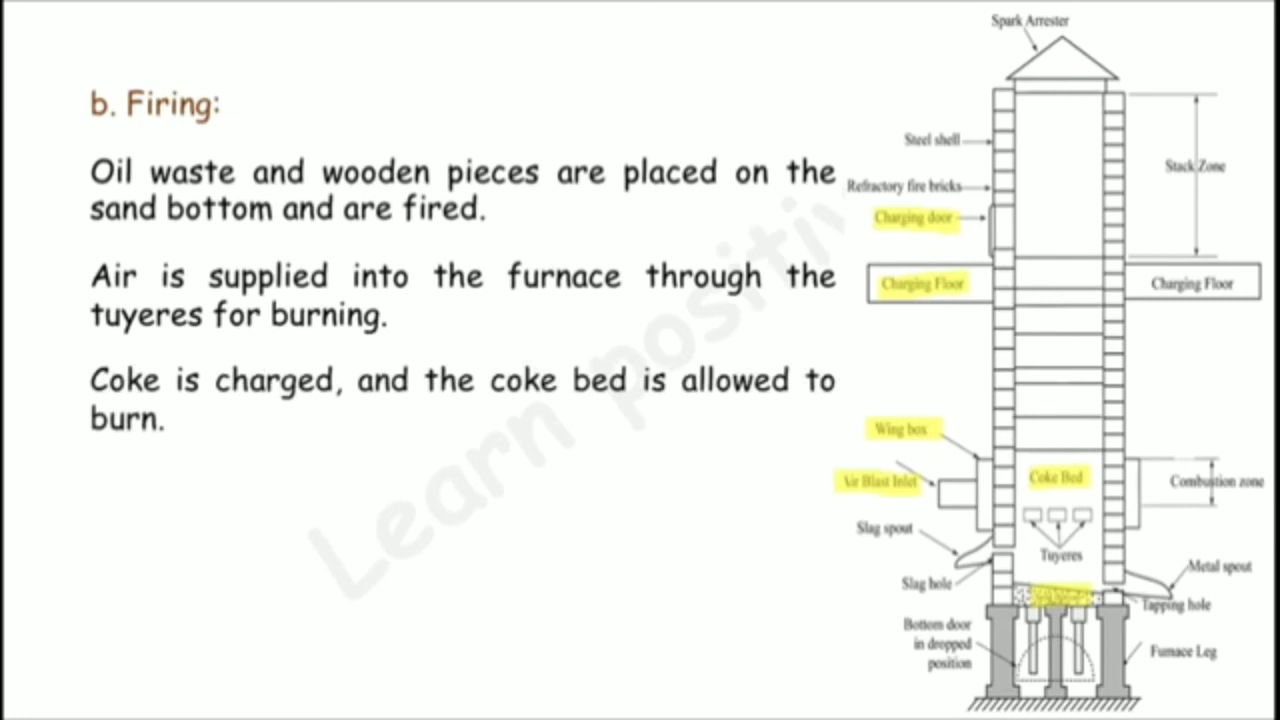 b. Firing:
Oil waste and wooden pieces are placed on the
sand bottom and are fired.
Air is supplied into the furnace through the
tuyeres for burning.
Coke is charged, and the coke bed is allowed to
burn.
Learn positiv
Spark Arrester
Steel shell
Stack Zone
Refractory fire bricks
Charging door
Charging Floor
Charging Floor
Wing box
Air Blast Inlet
Coke Bed
Combustion zone
Slag spout
Tuyeres
Metal spout
Slag hole
Tapping hole
Bottom door
in dropped
position
Furnace Leg